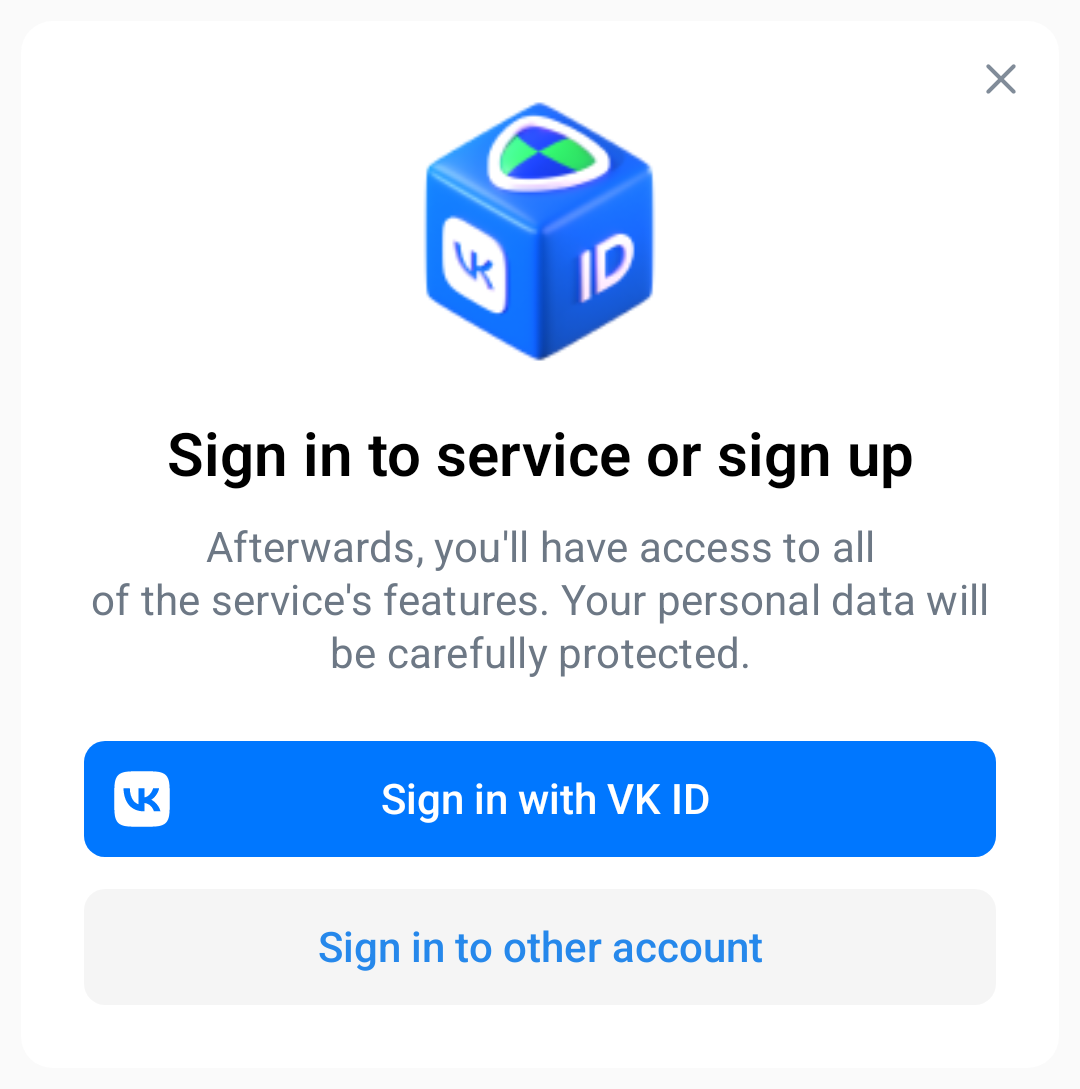 VK
ID
Sign in to service or sign up
Afterwards, you'll have access to all
of the service's features. Your personal data will
be carefully protected.
VK
Sign in with VK ID
Sign in to other account